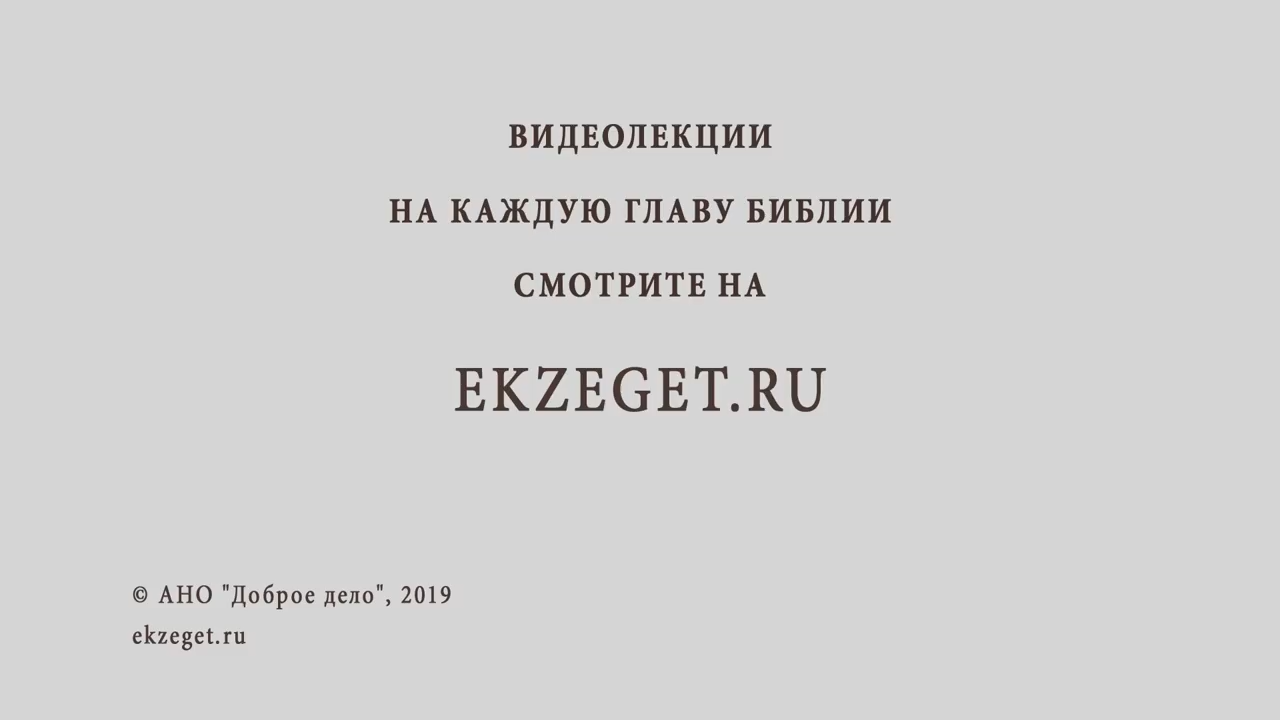 ВИДЕОЛЕКЦИИ
НА КАЖДУЮ ГЛАВУ БИБЛИИ
СМОТРИТЕ НА
EKZEGET.RU
© АНО "Доброе дело", 2019
ekzeget.ru